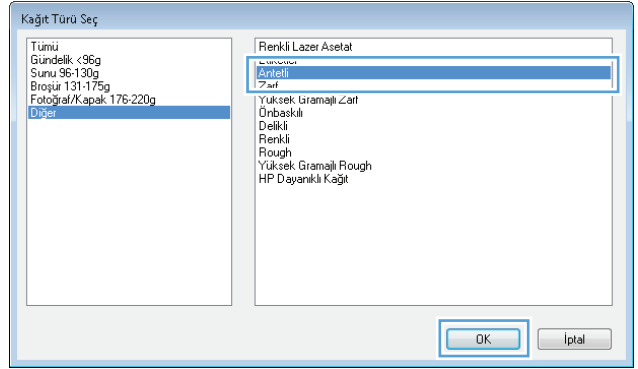 Kağıt Türü Seç
Tümü
Gündelik <96g
Sunu 96-130g
Broşür 131-175g
Fotoğraf/Kapak 176-220g
Diğer
Renkli Lazer Asetat
Etiketler
Antetli
Zarf
Yüksek Gramajlı Zarf
Önbaskılı
Delikli
Renkli
Rough
Yüksek Gramajlı Rough
HP Dayanıklı Kağıt
OK
İptal